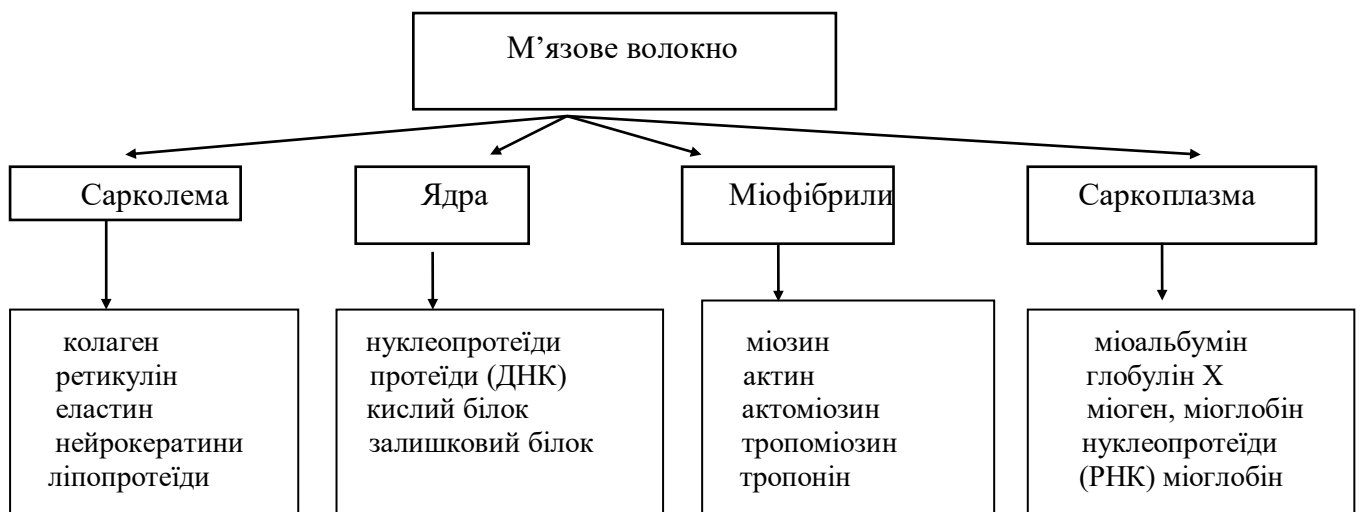 М’язове волокно
Сарколема
Ядра
Міофібрили
Саркоплазма
колаген
ретикулін
еластин
нейрокератини
ліпопротеїди
нуклеопротеїди
протеїди (ДНК)
кислий білок
залишковий білок
міозин
актин
актоміозин
тропоміозин
тропонін
міоальбумін
глобулін Х
міоген, міоглобін
нуклеопротеїди
(РНК) міоглобін